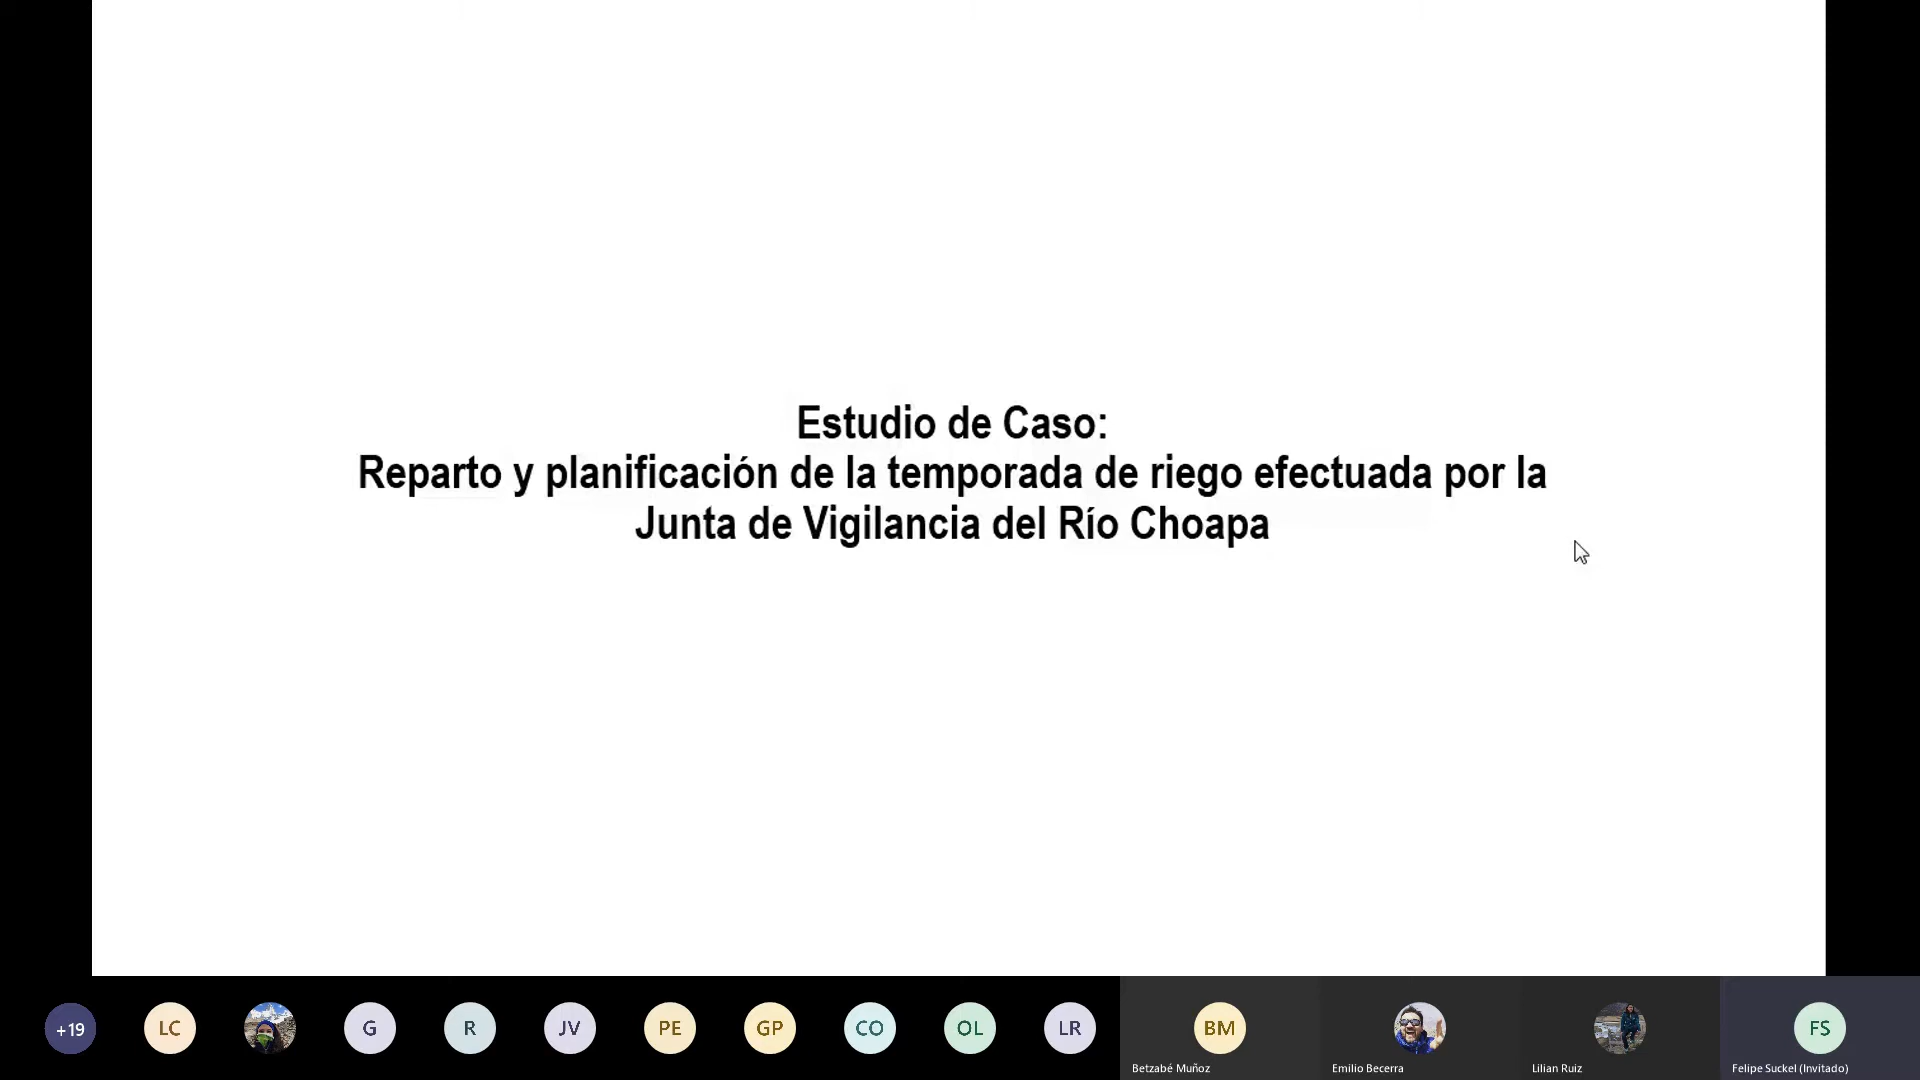 Estudio de Caso:
Reparto y planificación de la temporada de riego efectuada por la
Junta de Vigilancia del Río Choapa
+19
LC
G
R
JV
PE
GP
CO
OL
LR
BM
FS
Betzabé Muñoz
Emilio Becerra
Lilian Ruiz
Felipe Suckel (Invitado)